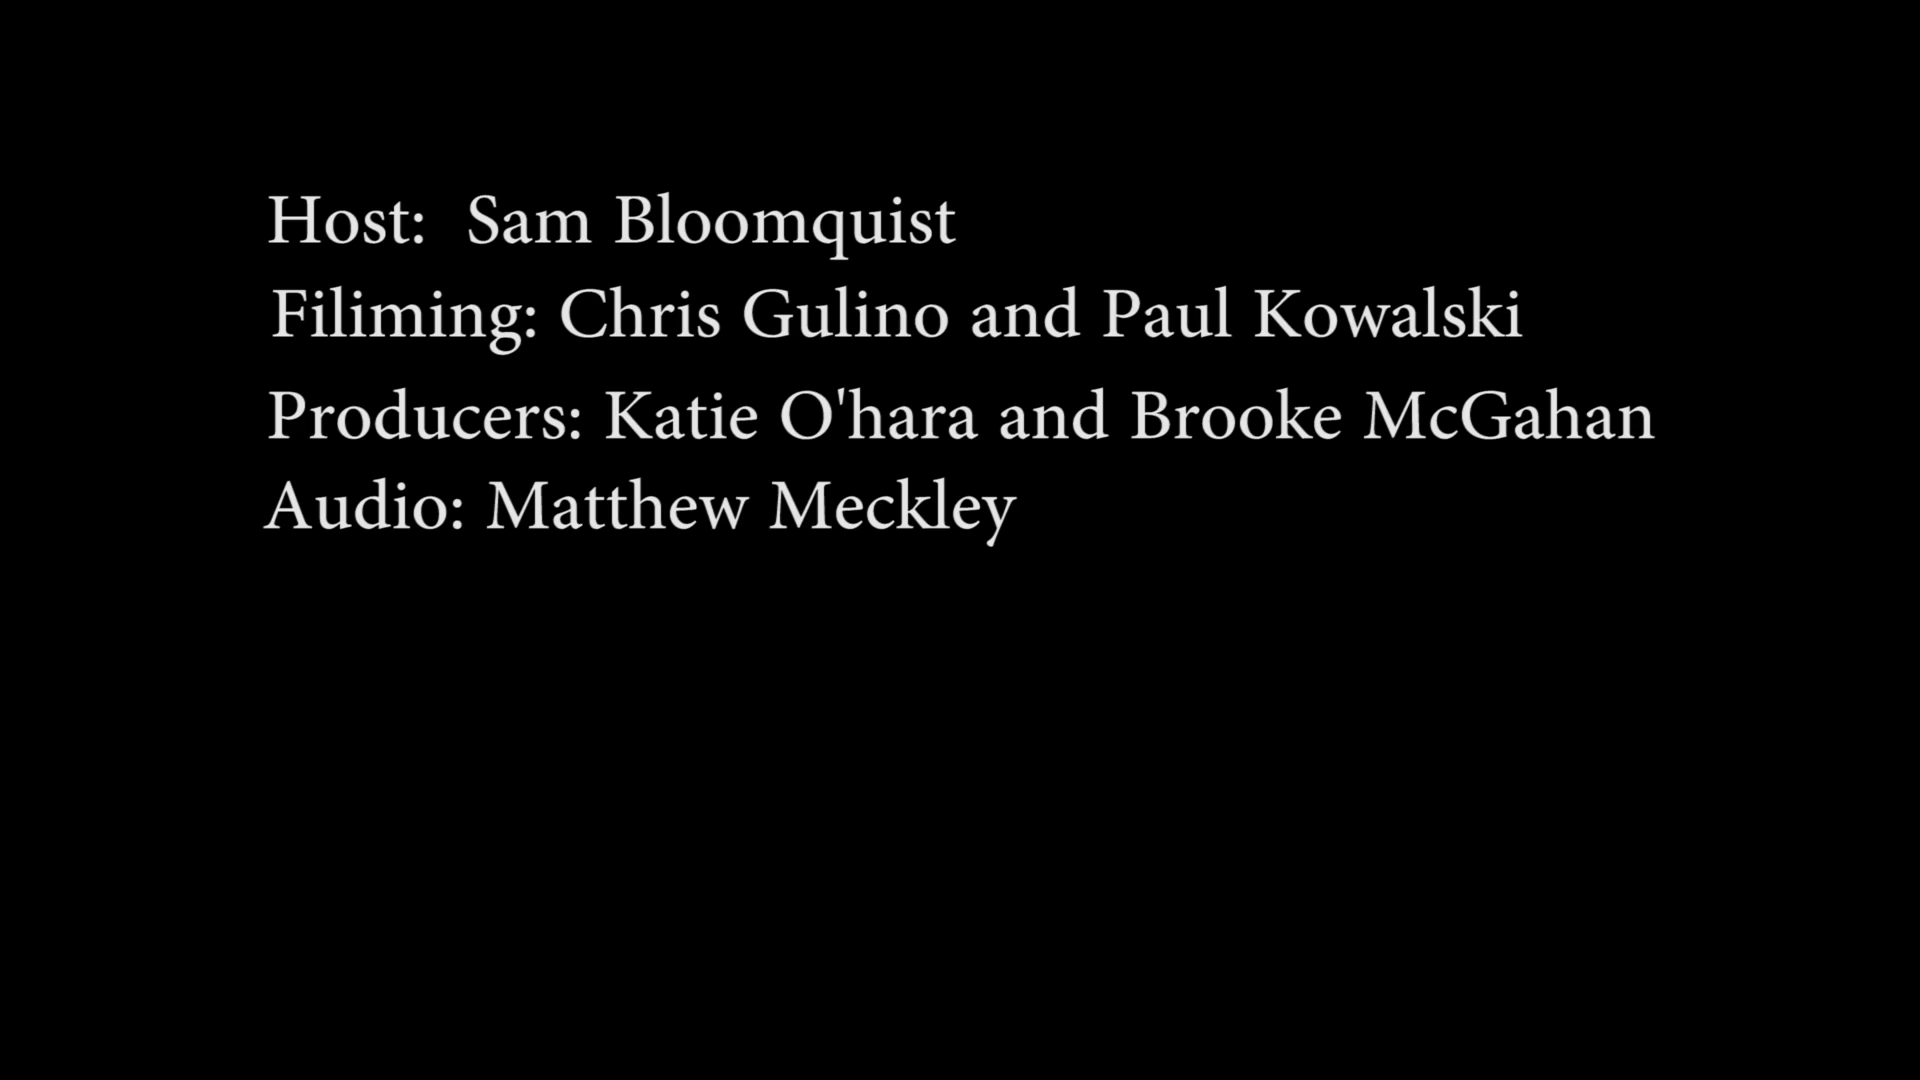 Host:  Sam Bloomquist
Filiming: Chris Gulino and Paul Kowalski
Producers: Katie O'hara and Brooke McGahan
Audio: Matthew Meckley